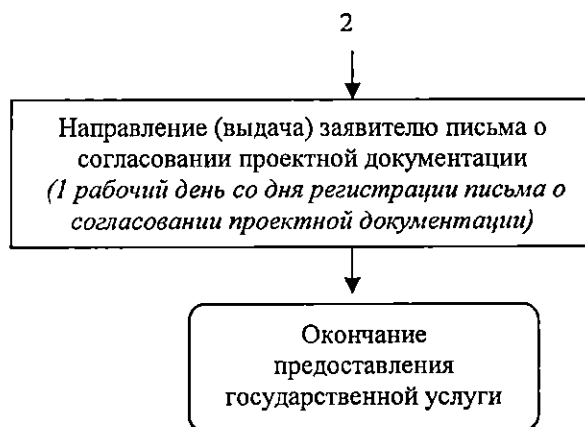 2
Направление (выдача) заявителю письма о
согласовании проектной документации
(1 рабочий день со дня регистрации письма о
согласовании проектной документации)
Окончание
предоставления
государственной услуги